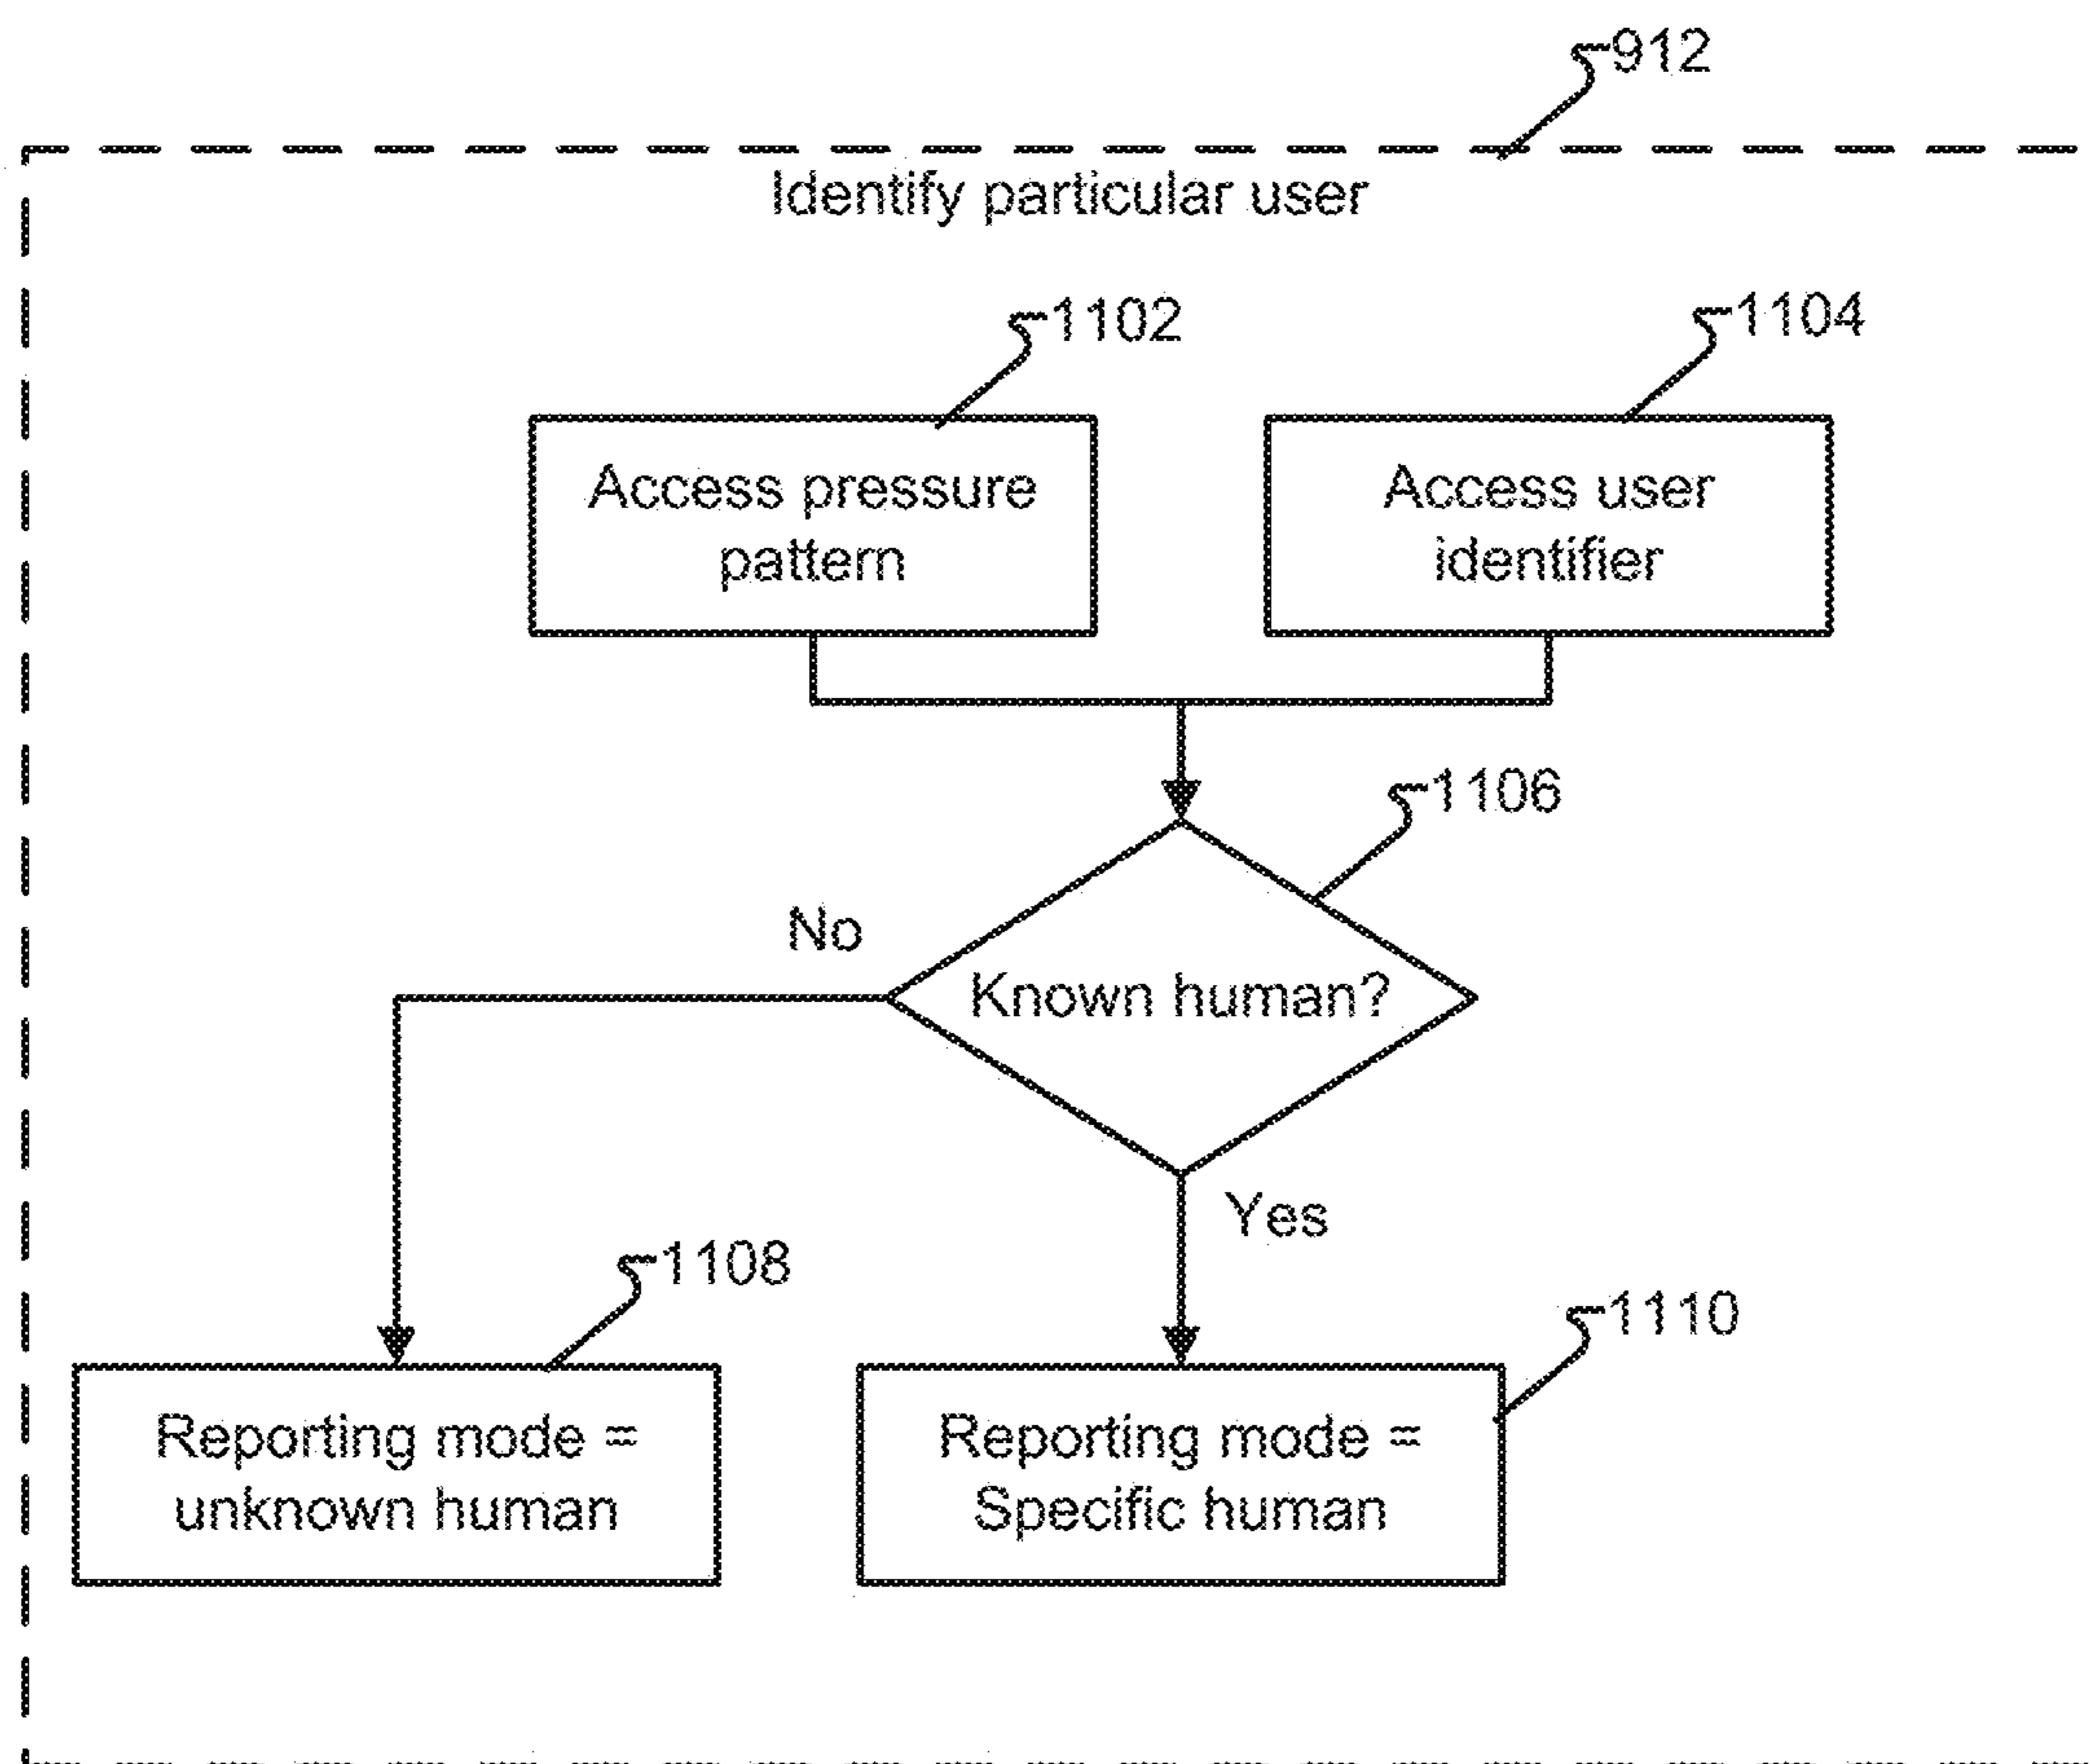 912
Identify particular user
1102
1104
Access pressure
pattern
Access user
identifier
1106
No
Known human?
Yes
1108
1110
Reporting mode =
unknown human
Reporting mode =
Specific human